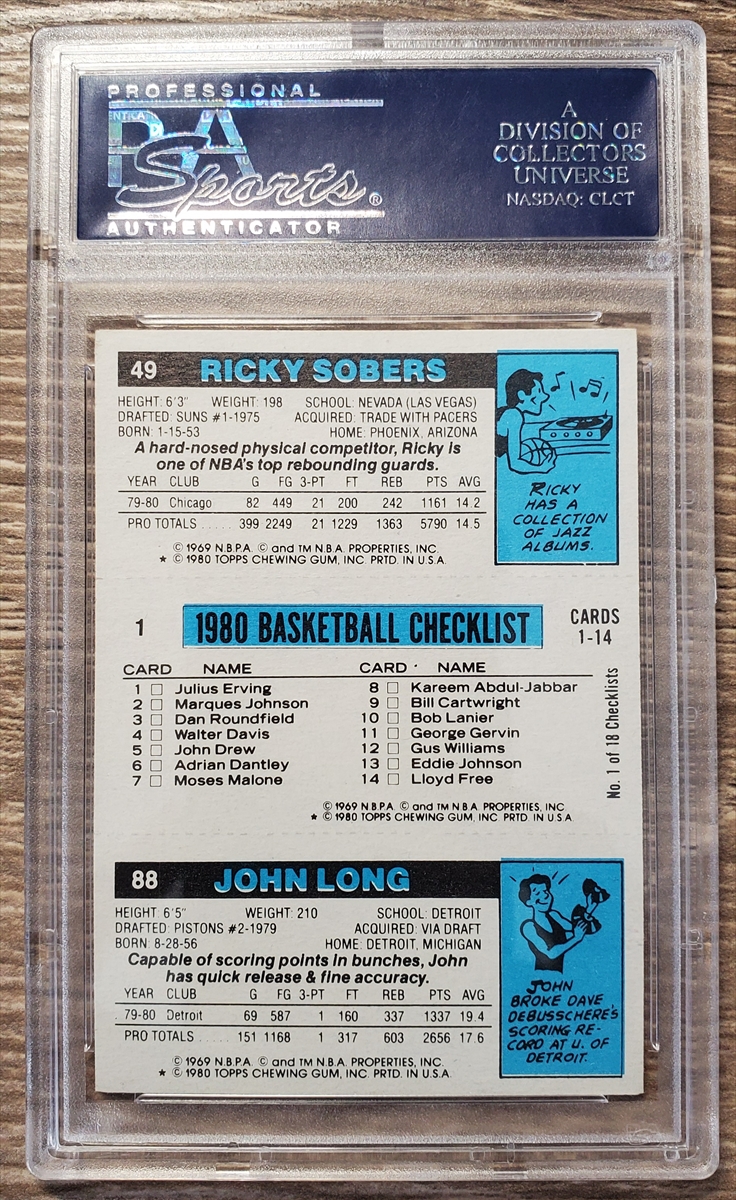 PROFESSIONAL
PSA
Sports®
AUTHENTICATOR
A
DIVISION OF
COLLECTORS
UNIVERSE
NASDAQ: CLCT
49 RICKY SOBERS
HEIGHT: 6'3" WEIGHT: 198 SCHOOL: NEVADA (LAS VEGAS)
DRAFTED: SUNS #1-1975 ACQUIRED: TRADE WITH PACERS
BORN: 1-15-53 HOME: PHOENIX, ARIZONA
A hard-nosed physical competitor, Ricky is
one of NBA's top rebounding guards.
YEAR CLUB G FG 3-PT FT REB PTS AVG
79-80 Chicago 82 449 21 200 242 1161 14.2
PRO TOTALS ..... 399 2249 21 1229 1363 5790 14.5
© 1969 N.B.P.A. © and TM N.B.A. PROPERTIES, INC.
★ © 1980 TOPPS CHEWING GUM, INC. PRTD. IN U.S.A.
RICKY
HAS A
COLLECTION
OF JAZZ
ALBUMS.
1 1980 BASKETBALL CHECKLIST CARDS
1-14
CARD NAME CARD NAME
1 □ Julius Erving 8 □ Kareem Abdul-Jabbar
2 □ Marques Johnson 9 □ Bill Cartwright
3 □ Dan Roundfield 10 □ Bob Lanier
4 □ Walter Davis 11 □ George Gervin
5 □ John Drew 12 □ Gus Williams
6 □ Adrian Dantley 13 □ Eddie Johnson
7 □ Moses Malone 14 □ Lloyd Free
No. 1 of 18 Checklists
© 1969 N.B.P.A. © and TM N.B.A. PROPERTIES, INC.
★ © 1980 TOPPS CHEWING GUM, INC. PRTD. IN U.S.A.
88 JOHN LONG
HEIGHT: 6'5" WEIGHT: 210 SCHOOL: DETROIT
DRAFTED: PISTONS #2-1979 ACQUIRED: VIA DRAFT
BORN: 8-28-56 HOME: DETROIT, MICHIGAN
Capable of scoring points in bunches, John
has quick release & fine accuracy.
YEAR CLUB G FG 3-PT FT REB PTS AVG
79-80 Detroit 69 587 1 160 337 1337 19.4
PRO TOTALS ..... 151 1168 1 317 603 2656 17.6
© 1969 N.B.P.A. © and TM N.B.A. PROPERTIES, INC.
★ © 1980 TOPPS CHEWING GUM, INC. PRTD. IN U.S.A.
JOHN
BROKE DAVE
DEBUSSCHERE'S
SCORING RE-
CORD AT U. OF
DETROIT.